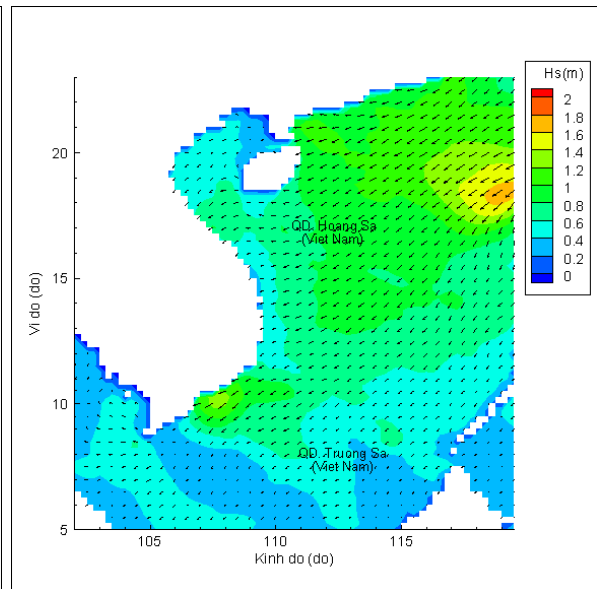 Hs(m)
2
1.8
1.6
1.4
1.2
1
0.8
0.6
0.4
0.2
0
20
15
10
5
Vi do (do)
QD. Hoang Sa
(Viet Nam)
QD. Truong Sa
(Viet Nam)
105
110
115
Kinh do (do)